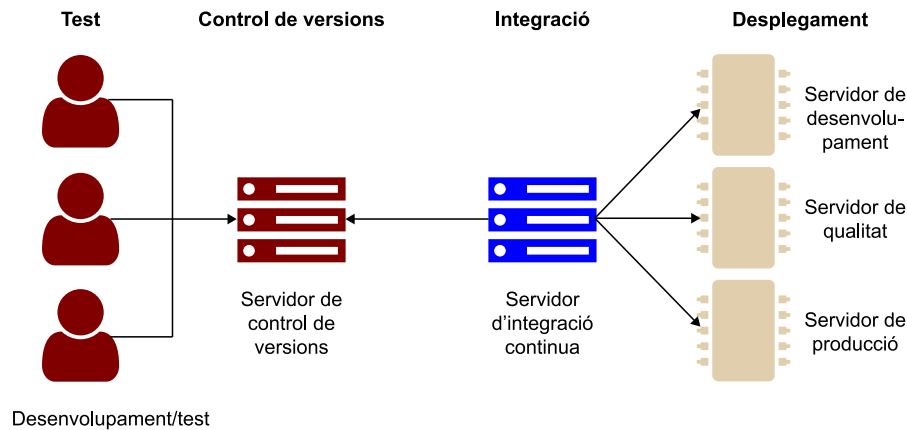 Test
Control de versions
Integració
Desplegament
Servidor de
desenvolu-
pament
Servidor de
qualitat
Servidor de
control de
versions
Servidor
d'integració
continua
Servidor de
producció
Desenvolupament/test